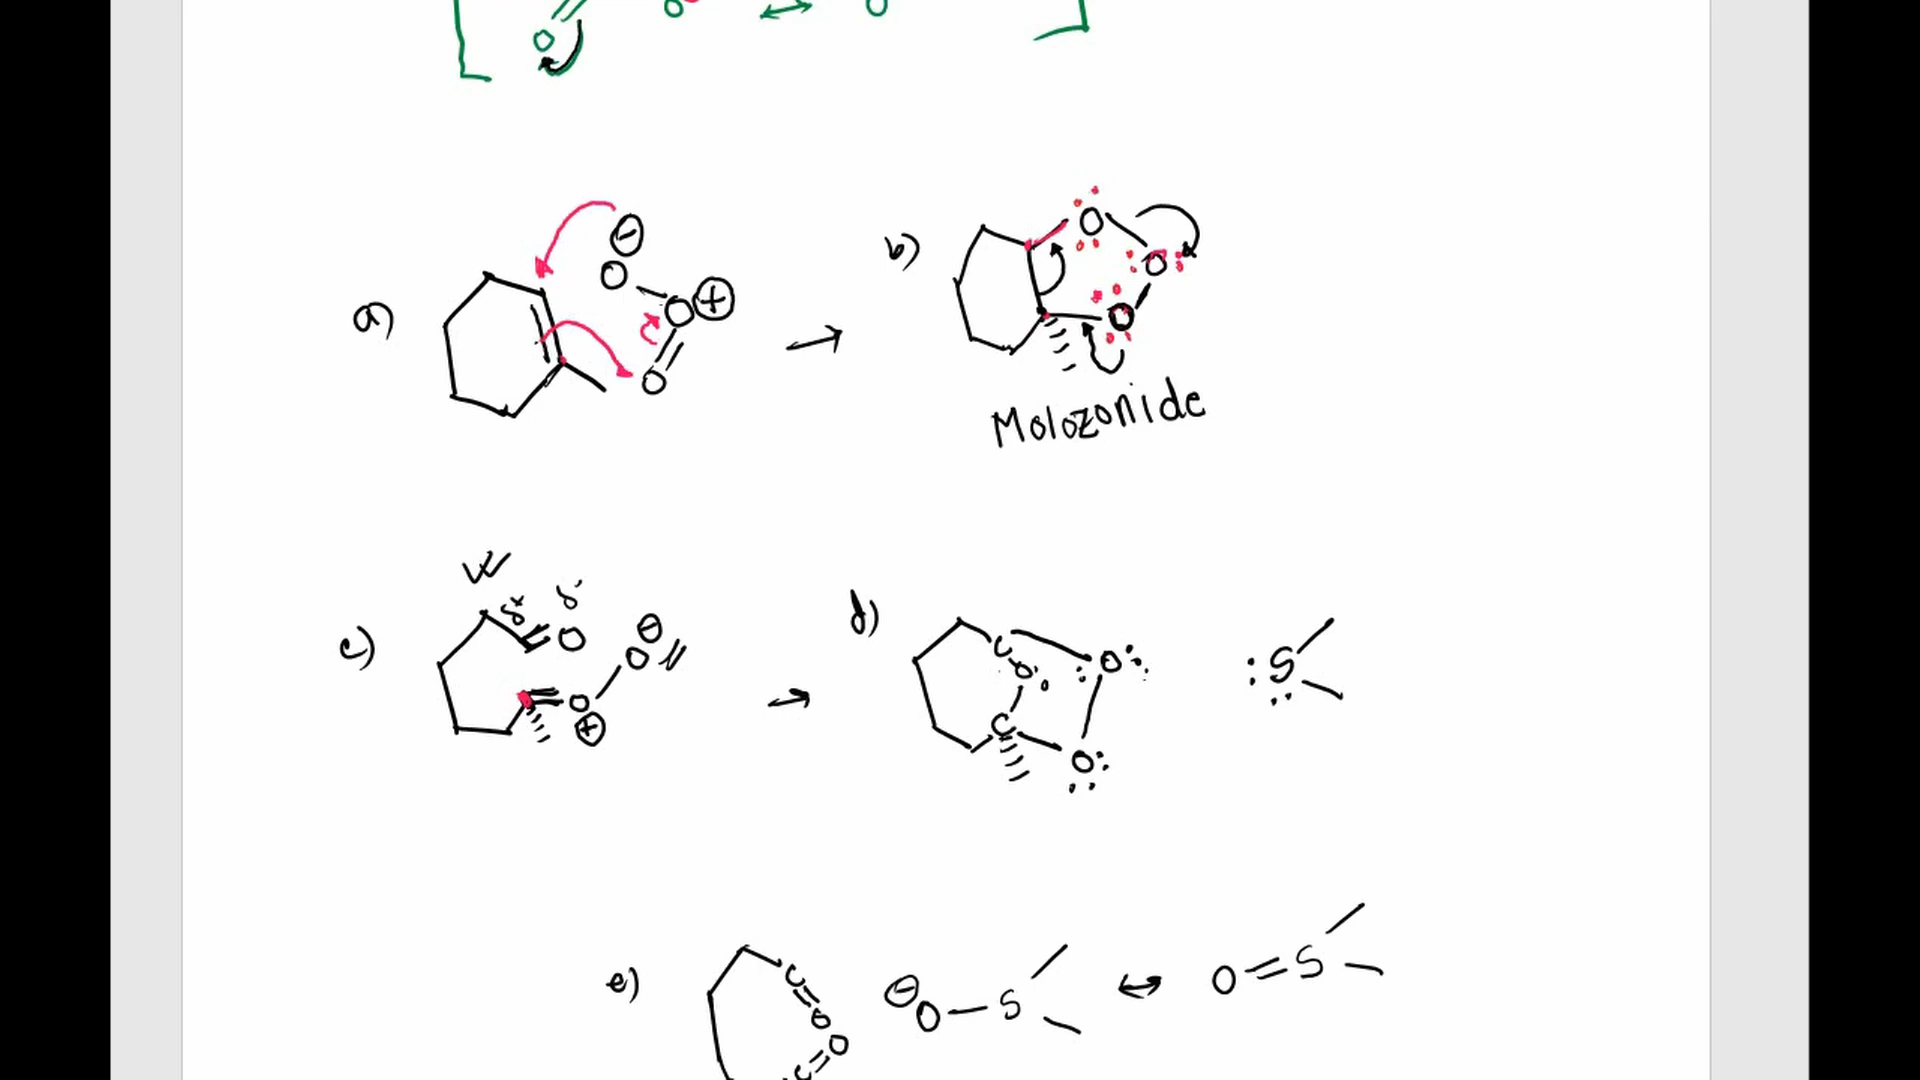 O O ↔ O
a) ⊖ O O ⊕ O →
b) O O O
Molozonide
c) δ+ δ- O ⊖ O O ⊕ →
d) C O O C O :S
e) C O O C ⊖ O S ↔ O=S